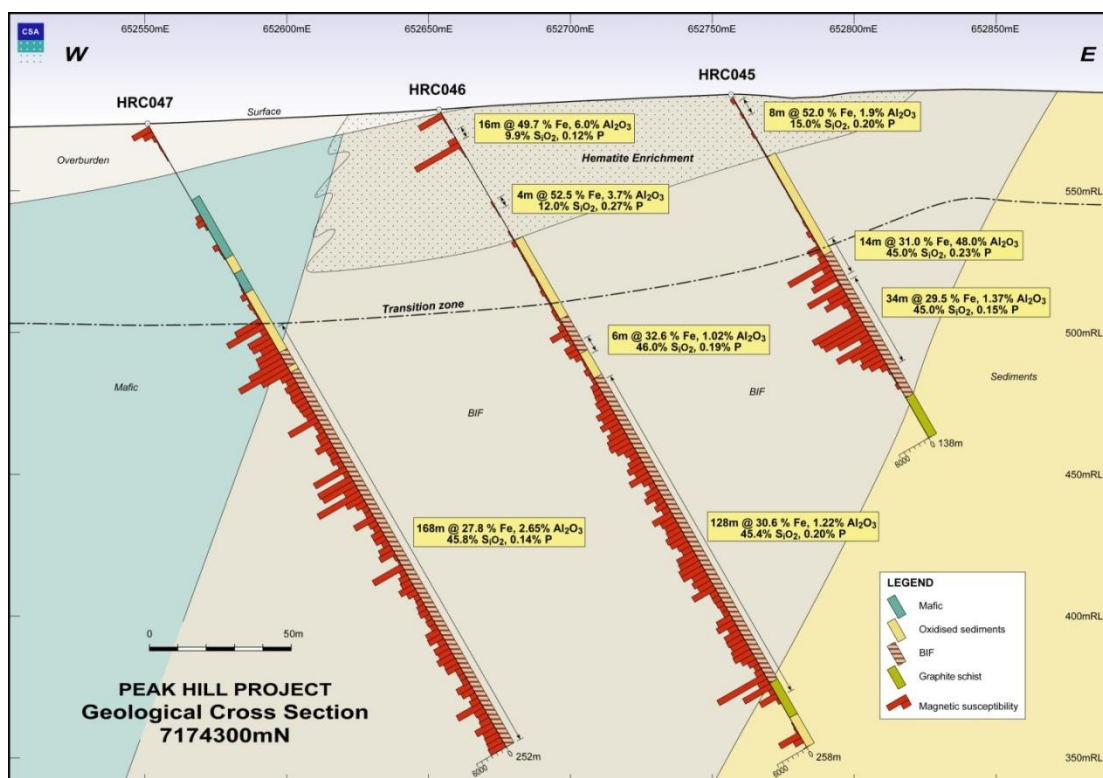 CSA
652550mE
652600mE
652650mE
652700mE
652750mE
652800mE
652850mE
W
E
HRC047
HRC046
HRC045
Surface
Overburden
16m @ 49.7 % Fe, 6.0% Al₂O₃
9.9% SᵢO₂, 0.12% P
8m @ 52.0 % Fe, 1.9% Al₂O₃
15.0% SᵢO₂, 0.20% P
Hematite Enrichment
4m @ 52.5 % Fe, 3.7% Al₂O₃
12.0% SᵢO₂, 0.27% P
550mRL
14m @ 31.0 % Fe, 48.0% Al₂O₃
45.0% SᵢO₂, 0.23% P
Transition zone
34m @ 29.5 % Fe, 1.37% Al₂O₃
45.0% SᵢO₂, 0.15% P
500mRL
6m @ 32.6 % Fe, 1.02% Al₂O₃
46.0% SᵢO₂, 0.19% P
Mafic
BIF
BIF
Sediments
0
138m
6000
450mRL
168m @ 27.8 % Fe, 2.65% Al₂O₃
45.8% SᵢO₂, 0.14% P
128m @ 30.6 % Fe, 1.22% Al₂O₃
45.4% SᵢO₂, 0.20% P
400mRL
0
50m
PEAK HILL PROJECT
Geological Cross Section
7174300mN
LEGEND
Mafic
Oxidised sediments
BIF
Graphite schist
Magnetic susceptibility
0
252m
6000
0
258m
6000
350mRL